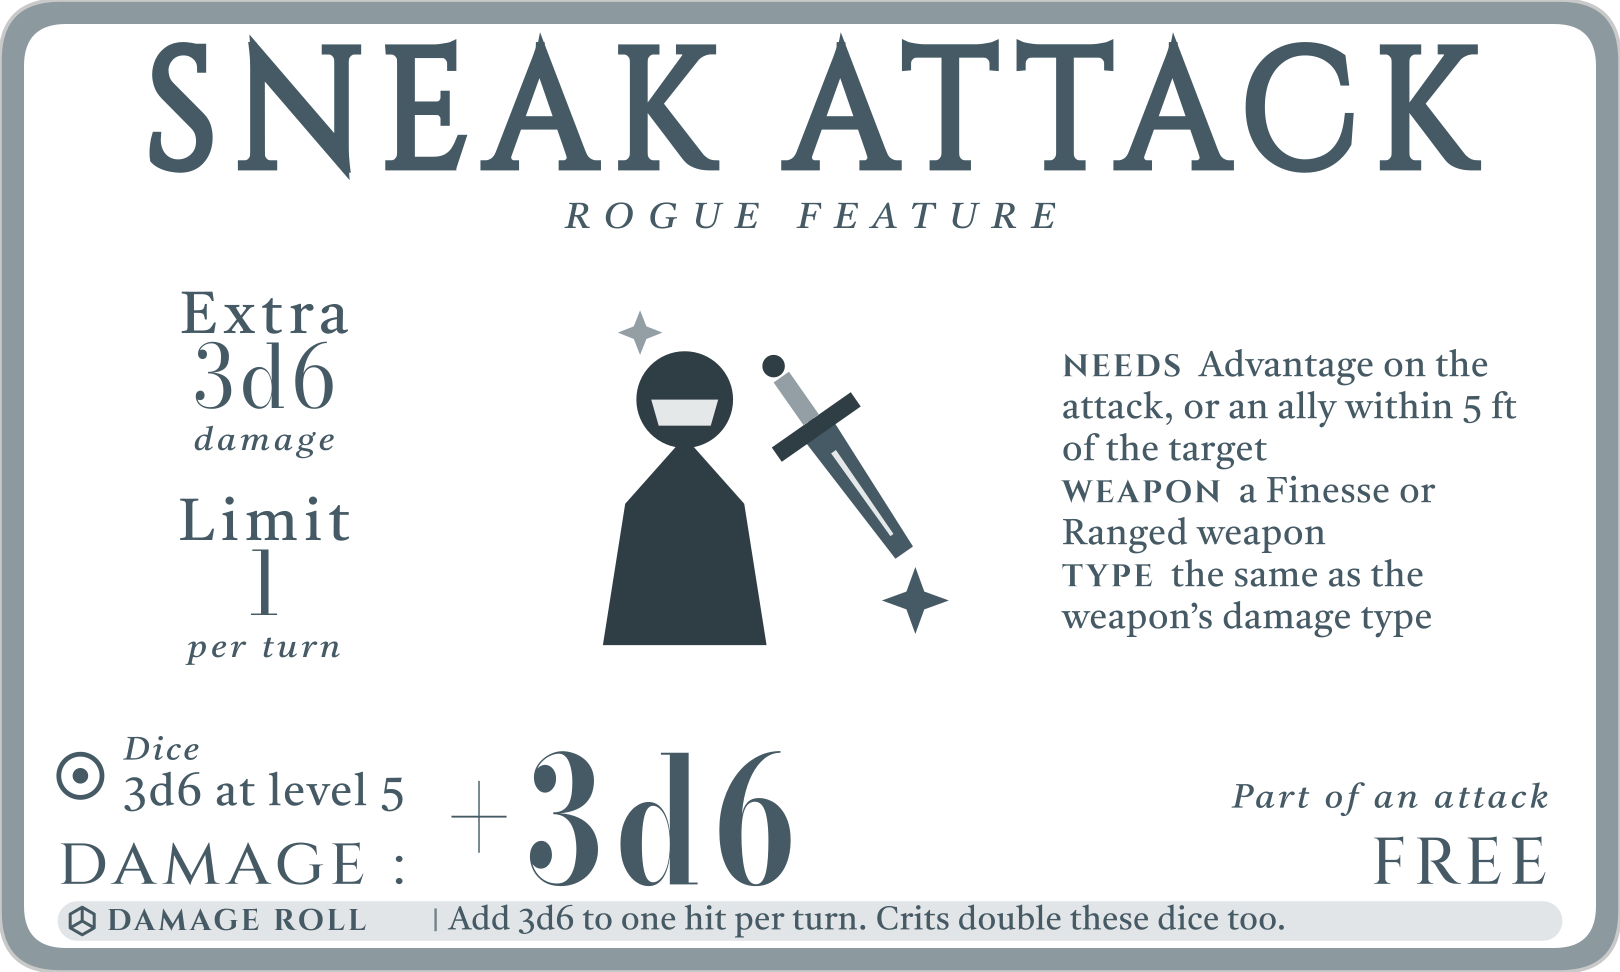 SNEAK ATTACK
ROGUE FEATURE
Extra
3d6
damage
Limit
1
per turn
NEEDS Advantage on the
attack, or an ally within 5 ft
of the target
WEAPON a Finesse or
Ranged weapon
TYPE the same as the
weapon’s damage type
Dice
3d6 at level 5
DAMAGE :
+3d6
Part of an attack
FREE
DAMAGE ROLL | Add 3d6 to one hit per turn. Crits double these dice too.